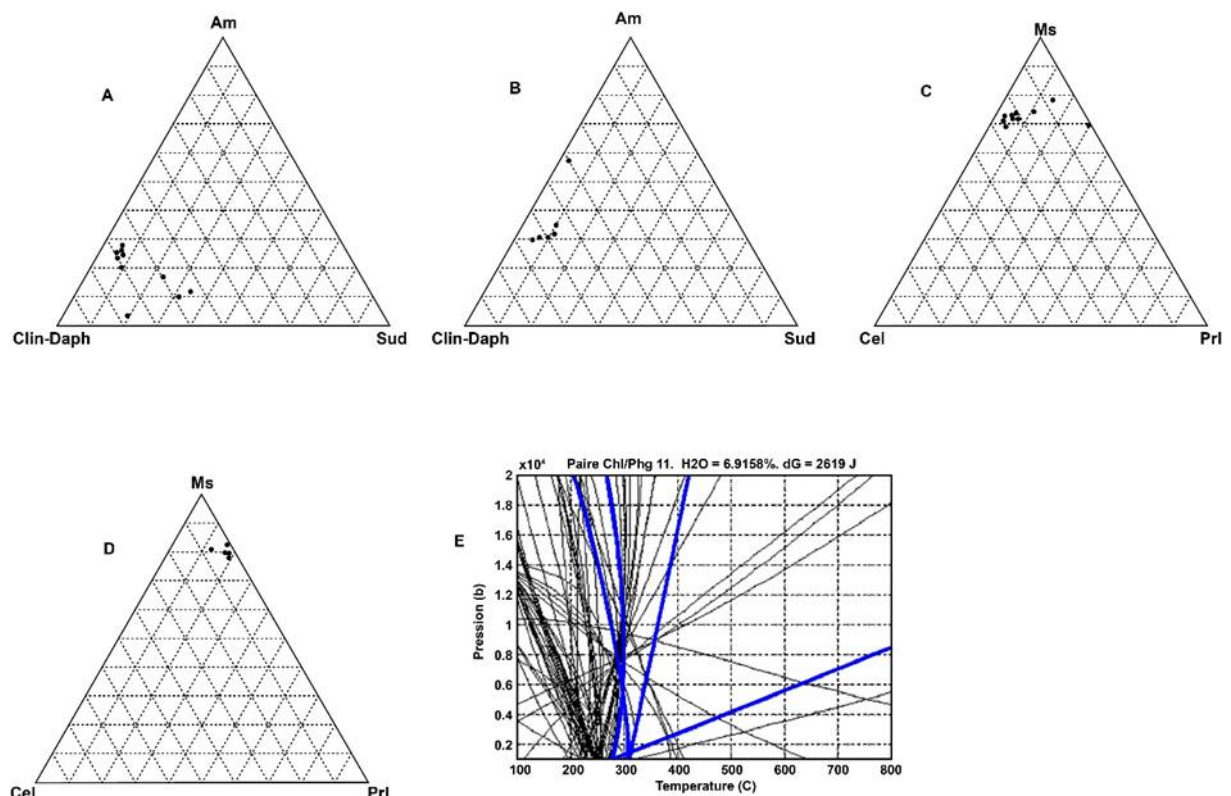 Am
A
Clin-Daph
Sud
Am
B
Clin-Daph
Sud
Ms
C
Cel
Prl
Ms
D
Cel
Prl
x10⁴ Paire Chl/Phg 11. H2O = 6.9158%. dG = 2619 J
E
Pression (b)
2
1.8
1.6
1.4
1.2
1
0.8
0.6
0.4
0.2
100 200 300 400 500 600 700 800
Temperature (C)